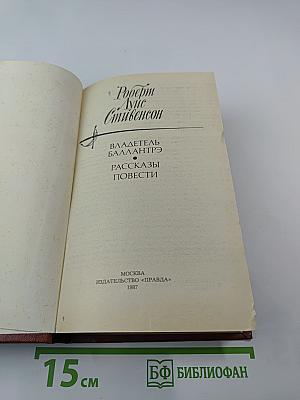 Роберт
Луис
Стивенсон
ВЛАДЕТЕЛЬ
БАЛЛАНТРЭ
•
РАССКАЗЫ
ПОВЕСТИ
МОСКВА
ИЗДАТЕЛЬСТВО «ПРАВДА»
1987
15 см
БФ БИБЛИОФАН